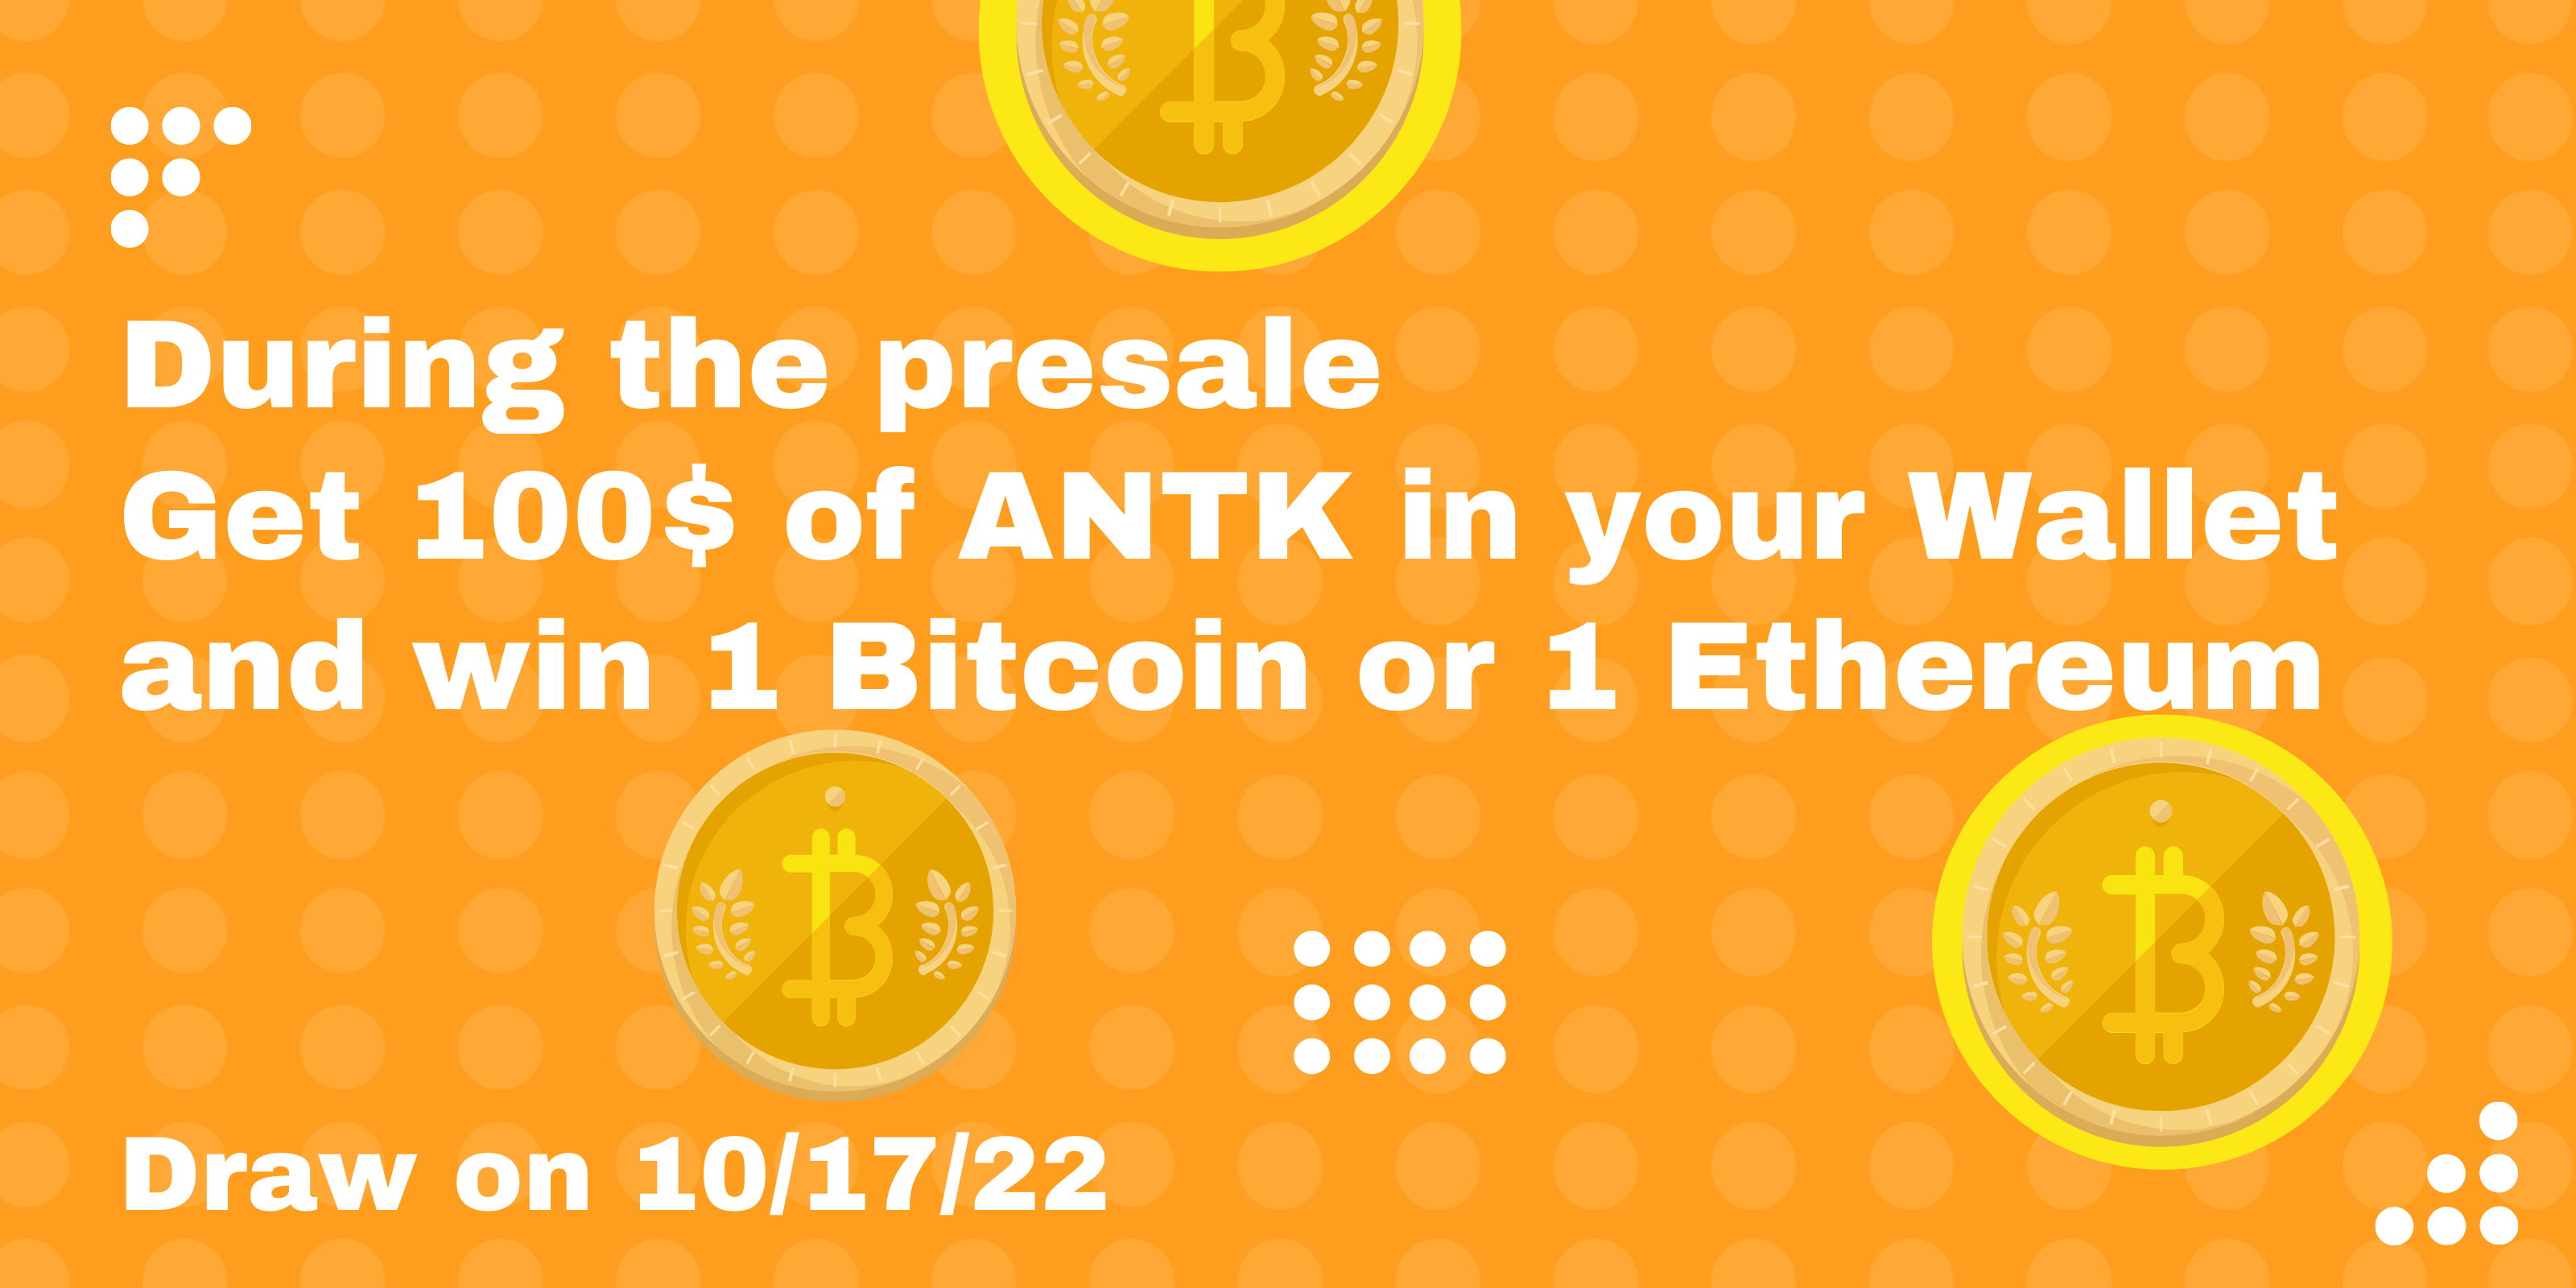 During the presale
Get 100$ of ANTK in your Wallet
and win 1 Bitcoin or 1 Ethereum
Draw on 10/17/22